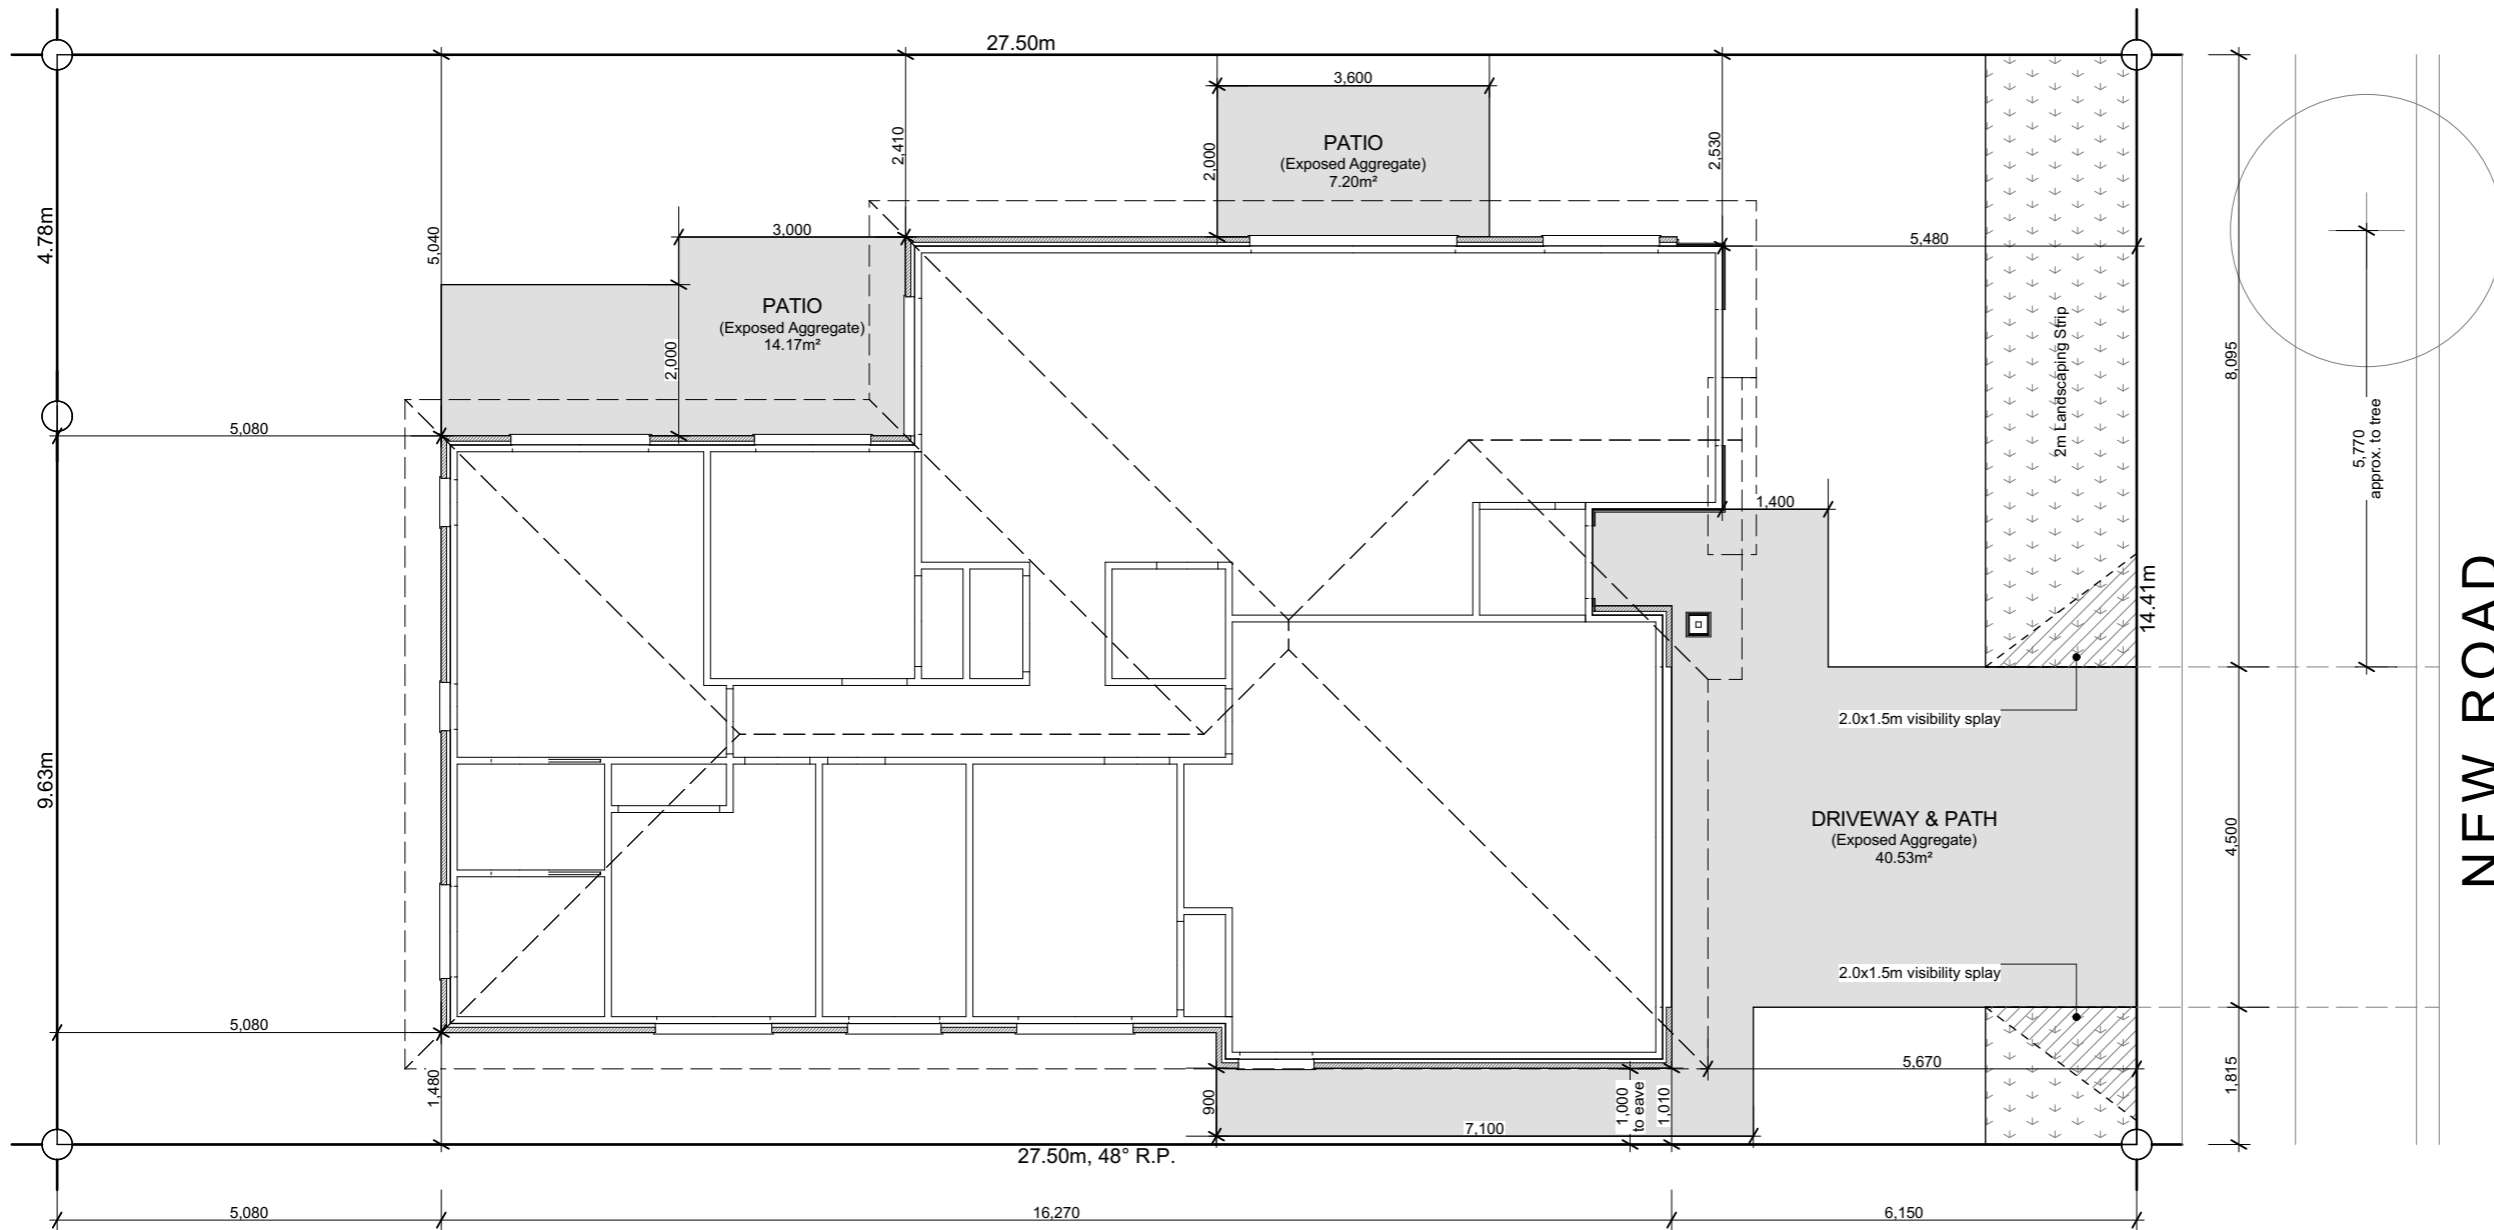 27.50m
3,600
PATIO
(Exposed Aggregate)
7.20m²
2,410
2,000
2,530
4.78m
5,040
3,000
5,480
PATIO
(Exposed Aggregate)
14.17m²
2,000
2m Landscaping Strip
8,095
5,770
approx. to tree
5,080
1,400
14.41m
NEW ROAD
2.0x1.5m visibility splay
9.63m
DRIVEWAY & PATH
(Exposed Aggregate)
40.53m²
4,500
2.0x1.5m visibility splay
5,080
1,480
900
1,000
to eave
1,010
5,670
1,815
7,100
27.50m, 48° R.P.
5,080
16,270
6,150